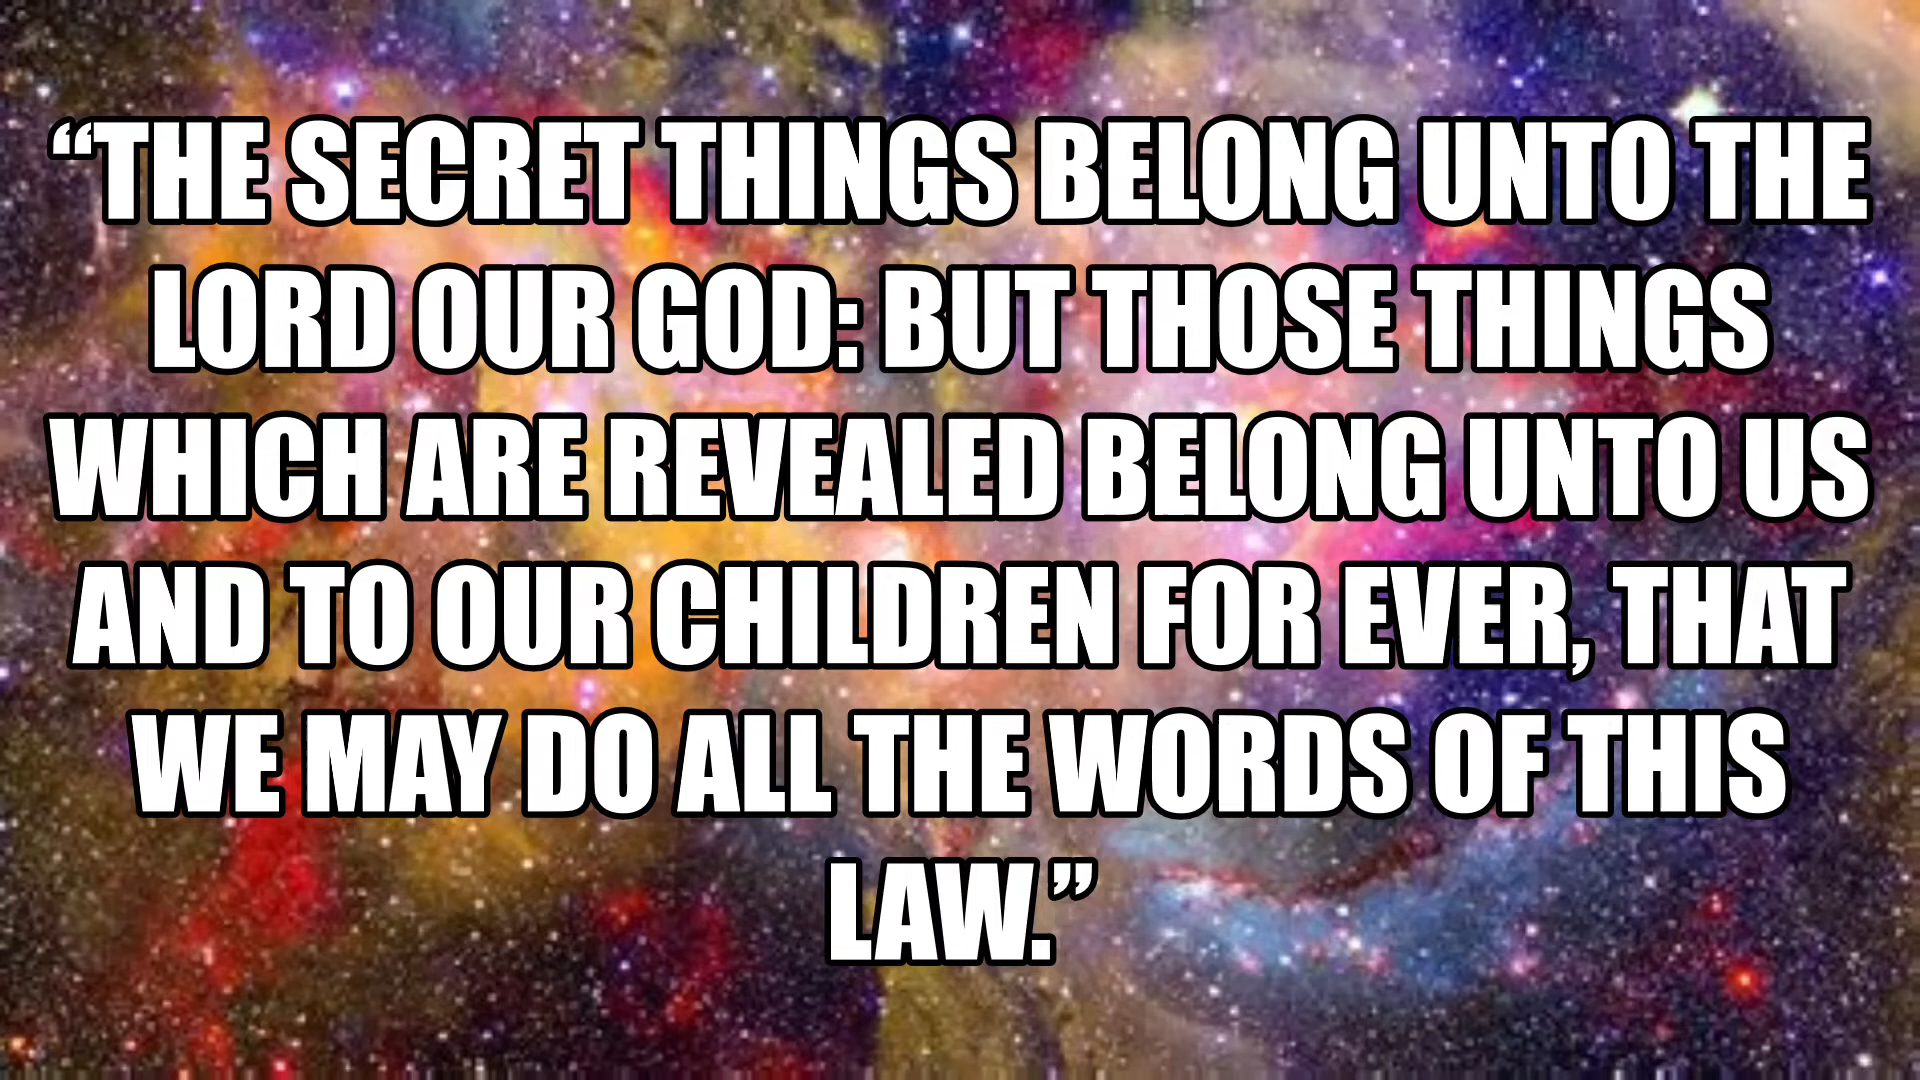 “THE SECRET THINGS BELONG UNTO THE
LORD OUR GOD: BUT THOSE THINGS
WHICH ARE REVEALED BELONG UNTO US
AND TO OUR CHILDREN FOR EVER, THAT
WE MAY DO ALL THE WORDS OF THIS
LAW.”